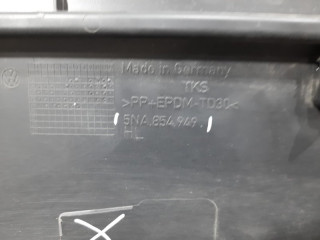 Made in Germany
TKS
>PP+EPDM-TD30<
5NA.854.949.
HL
X